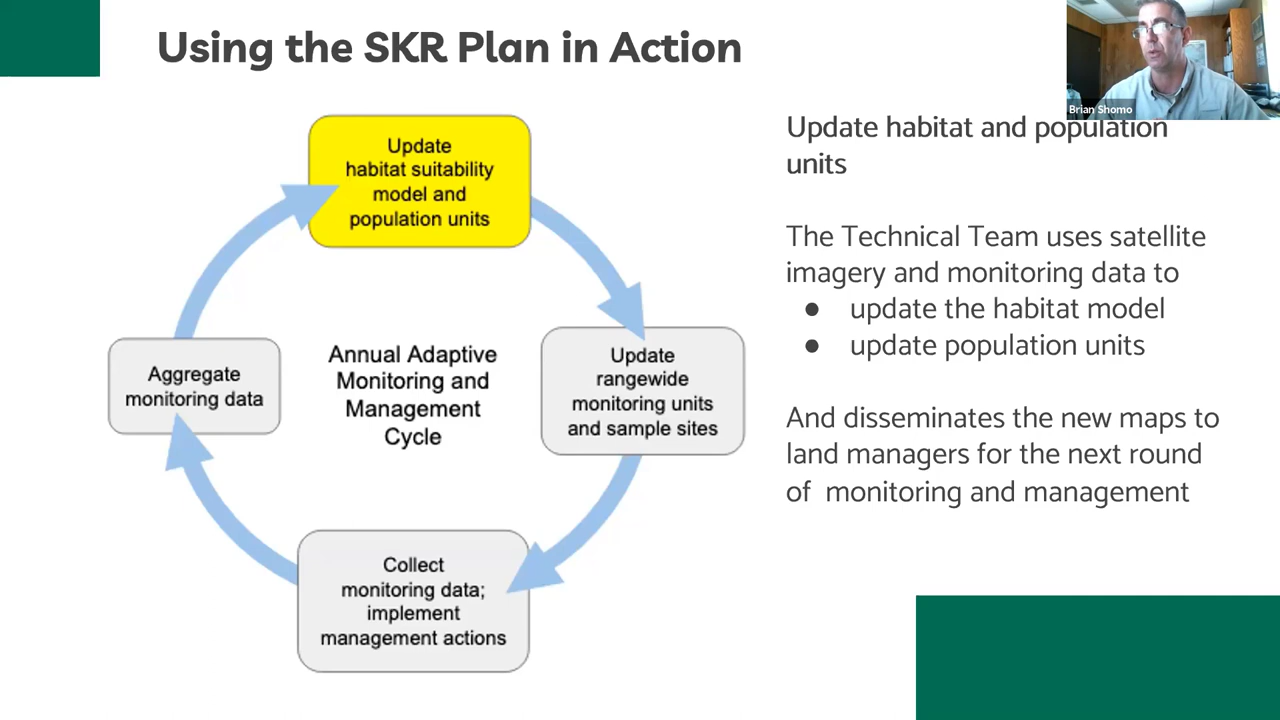 Using the SKR Plan in Action
Brian Shomo
Update
habitat suitability
model and
population units
Update
rangewide
monitoring units
and sample sites
Collect
monitoring data;
implement
management actions
Aggregate
monitoring data
Annual Adaptive
Monitoring and
Management
Cycle
Update habitat and population
units
The Technical Team uses satellite
imagery and monitoring data to
● update the habitat model
● update population units
And disseminates the new maps to
land managers for the next round
of monitoring and management